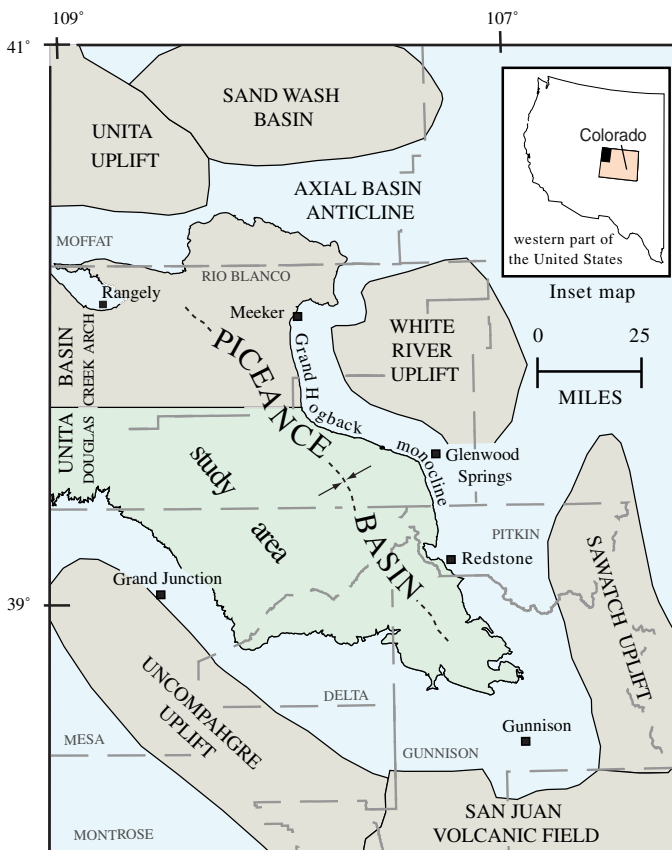 109°
107°
41°
SAND WASH
BASIN
UNITA
UPLIFT
Colorado
western part of
the United States
Inset map
AXIAL BASIN
ANTICLINE
MOFFAT
RIO BLANCO
Rangely
Meeker
WHITE
RIVER
UPLIFT
0
25
MILES
UNITA BASIN
DOUGLAS CREEK ARCH
PICEANCE
BASIN
Grand Hogback
monocline
study
area
Glenwood
Springs
PITKIN
Redstone
SAWATCH UPLIFT
39°
Grand Junction
UNCOMPAHGRE
UPLIFT
DELTA
Gunnison
MESA
GUNNISON
MONTROSE
SAN JUAN
VOLCANIC FIELD